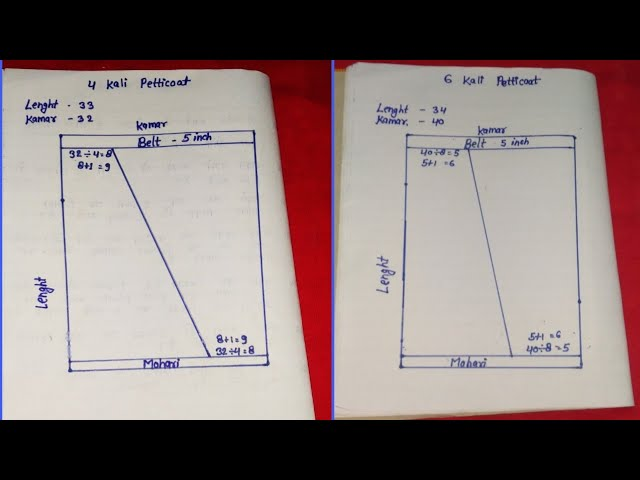 4 Kali Petticoat
Lenght - 33
Kamar - 32
Kamar
Belt - 5 inch
32÷4=8
8+1=9
Lenght
8+1=9
32÷4=8
Mohari
6 Kali Petticoat
Lenght - 34
Kamar. - 40
Kamar
Belt 5 inch
40÷8=5
5+1=6
Lenght
5+1=6
40÷8=5
Mohari